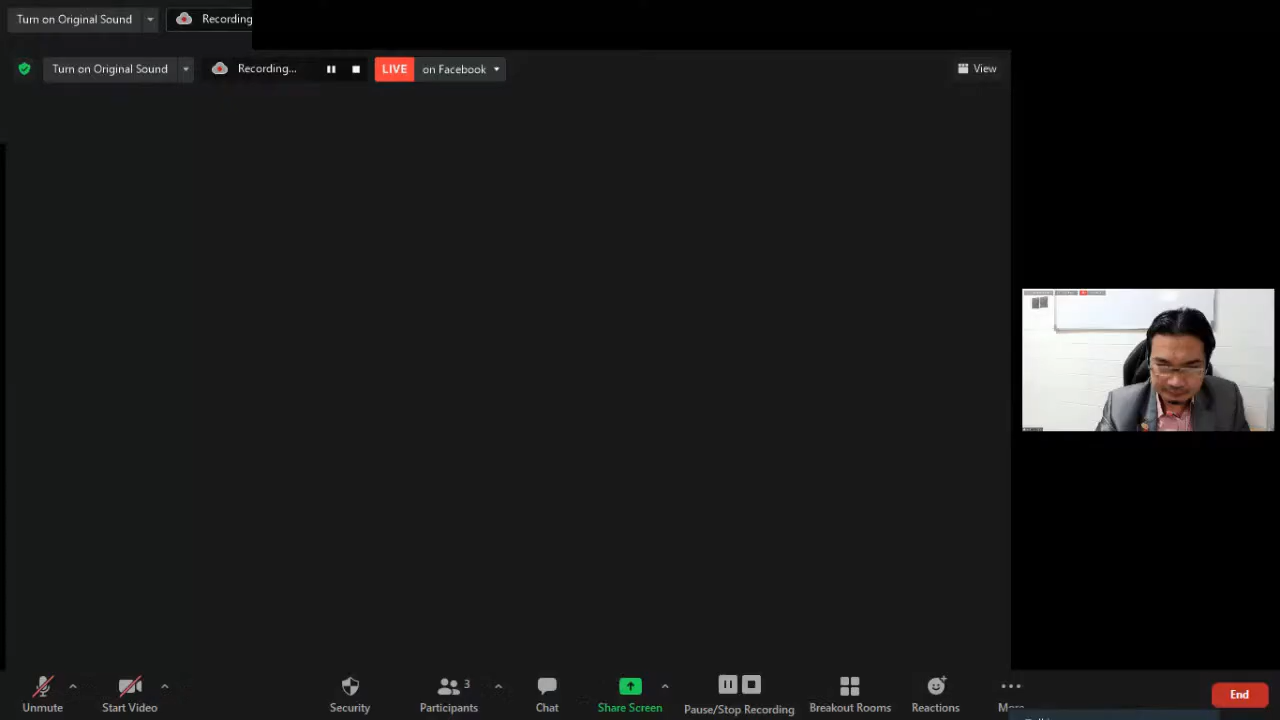 Turn on Original Sound
Recording
Turn on Original Sound
Recording...
LIVE on Facebook
View
Unmute
Start Video
Security
3
Participants
Chat
Share Screen
Pause/Stop Recording
Breakout Rooms
Reactions
End